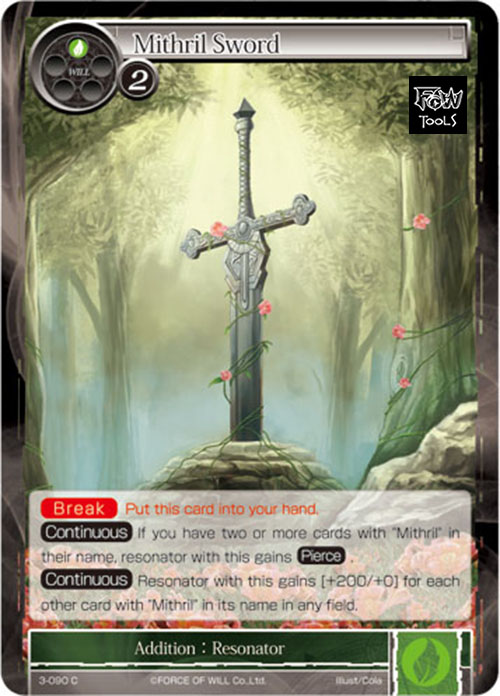 Mithril Sword
WILL
2
FOW
TOOLS
Break Put this card into your hand.
Continuous If you have two or more cards with "Mithril" in
their name, resonator with this gains Pierce .
Continuous Resonator with this gains [+200/+0] for each
other card with "Mithril" in its name in any field.
Addition : Resonator
3-090 C ©FORCE OF WILL Co.,Ltd. Illust/Cola